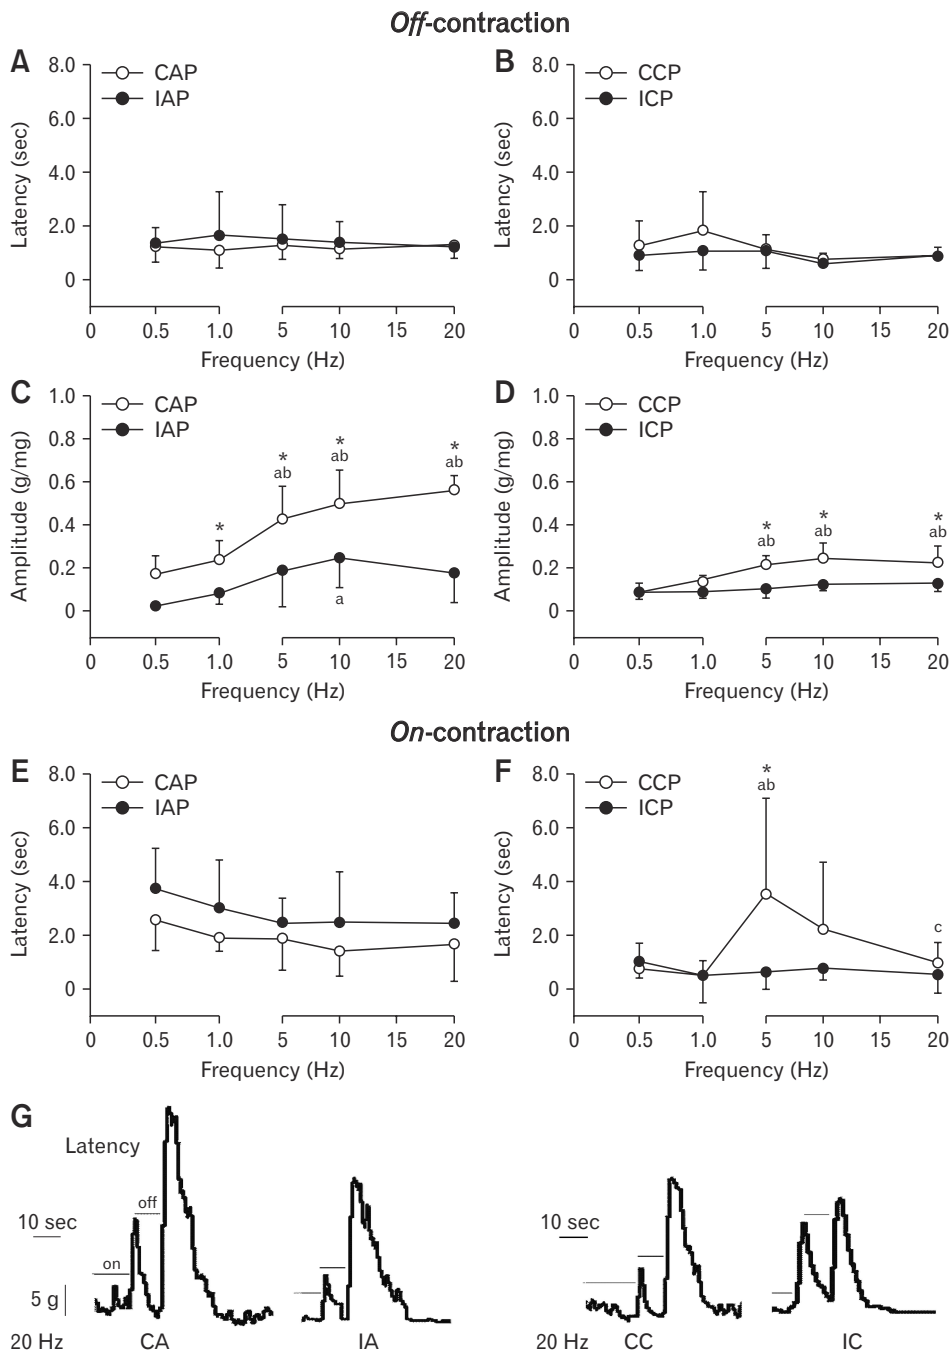 Off-contraction
A
8.0
CAP
IAP
6.0
4.0
2.0
0
Latency (sec)
0 0.5 1.0 5 10 15 20
Frequency (Hz)
B
8.0
CCP
ICP
6.0
4.0
2.0
0
Latency (sec)
0 0.5 1.0 5 10 15 20
Frequency (Hz)
C
1.0
CAP
IAP
0.8
0.6
0.4
0.2
0
Amplitude (g/mg)
* * * *
ab ab ab
a
0 0.5 1.0 5 10 15 20
Frequency (Hz)
D
1.0
CCP
ICP
0.8
0.6
0.4
0.2
0
Amplitude (g/mg)
* * *
ab ab ab
0 0.5 1.0 5 10 15 20
Frequency (Hz)
On-contraction
E
8.0
CAP
IAP
6.0
4.0
2.0
0
Latency (sec)
0 0.5 1.0 5 10 15 20
Frequency (Hz)
F
8.0
CCP
ICP
6.0
4.0
2.0
0
Latency (sec)
*
ab
c
0 0.5 1.0 5 10 15 20
Frequency (Hz)
G
Latency
off
10 sec
on
5 g
20 Hz CA IA
10 sec
20 Hz CC IC